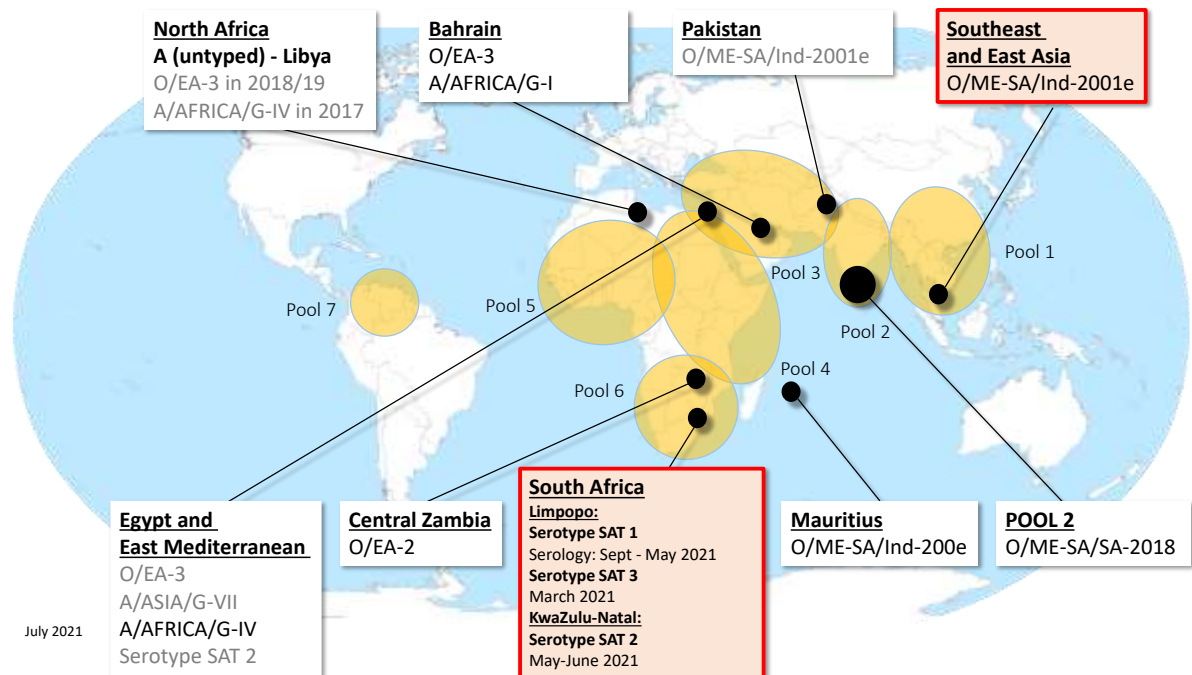 North Africa
A (untyped) - Libya
O/EA-3 in 2018/19
A/AFRICA/G-IV in 2017
Bahrain
O/EA-3
A/AFRICA/G-I
Pakistan
O/ME-SA/Ind-2001e
Southeast
and East Asia
O/ME-SA/Ind-2001e
Pool 1
Pool 3
Pool 7
Pool 5
Pool 2
Pool 4
Pool 6
Egypt and
East Mediterranean
O/EA-3
A/ASIA/G-VII
A/AFRICA/G-IV
Serotype SAT 2
Central Zambia
O/EA-2
South Africa
Limpopo:
Serotype SAT 1
Serology: Sept - May 2021
Serotype SAT 3
March 2021
KwaZulu-Natal:
Serotype SAT 2
May-June 2021
Mauritius
O/ME-SA/Ind-200e
POOL 2
O/ME-SA/SA-2018
July 2021